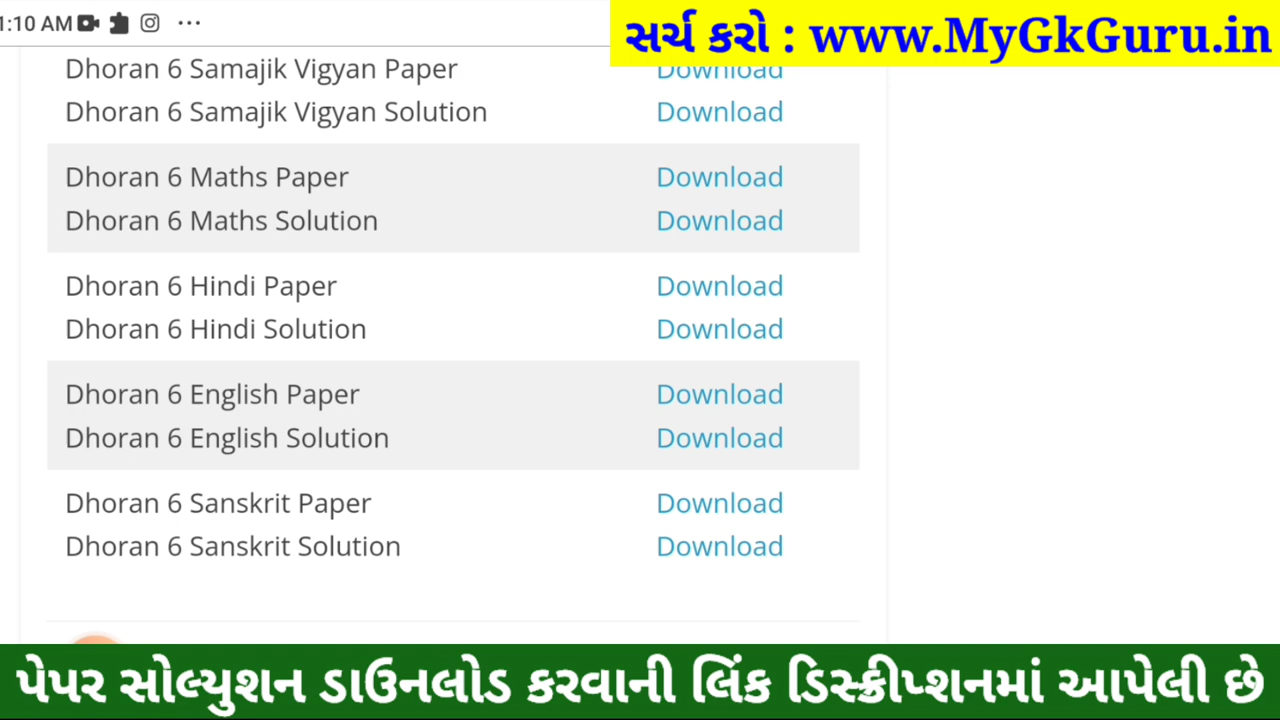 1:10 AM
સર્ચ કરો : www.MyGkGuru.in
Dhoran 6 Samajik Vigyan Paper Download
Dhoran 6 Samajik Vigyan Solution Download
Dhoran 6 Maths Paper Download
Dhoran 6 Maths Solution Download
Dhoran 6 Hindi Paper Download
Dhoran 6 Hindi Solution Download
Dhoran 6 English Paper Download
Dhoran 6 English Solution Download
Dhoran 6 Sanskrit Paper Download
Dhoran 6 Sanskrit Solution Download
પેપર સોલ્યુશન ડાઉનલોડ કરવાની લિંક ડિસ્ક્રીપ્શનમાં આપેલી છે